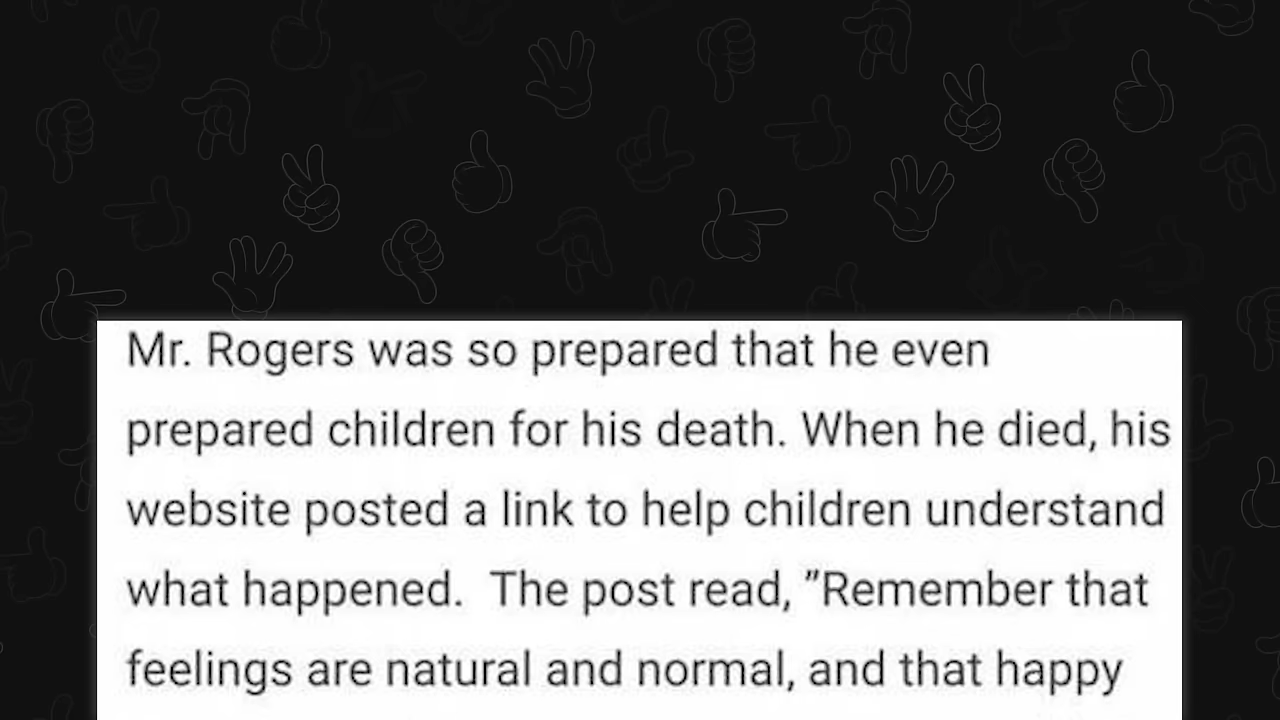 Mr. Rogers was so prepared that he even
prepared children for his death. When he died, his
website posted a link to help children understand
what happened.  The post read, ”Remember that
feelings are natural and normal, and that happy